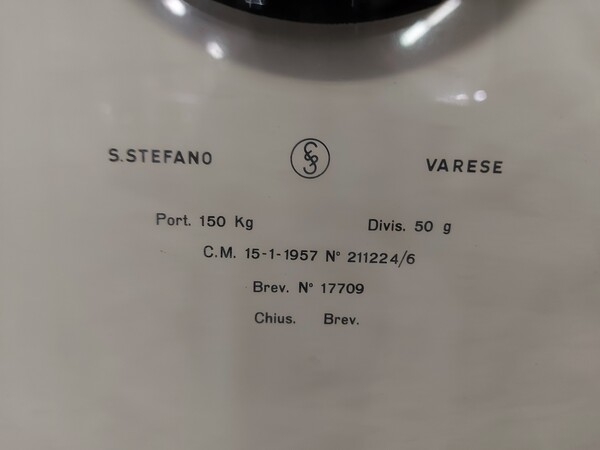 S.STEFANO VARESE
Port. 150 Kg Divis. 50 g
C.M. 15-1-1957 N° 211224/6
Brev. N° 17709
Chius. Brev.